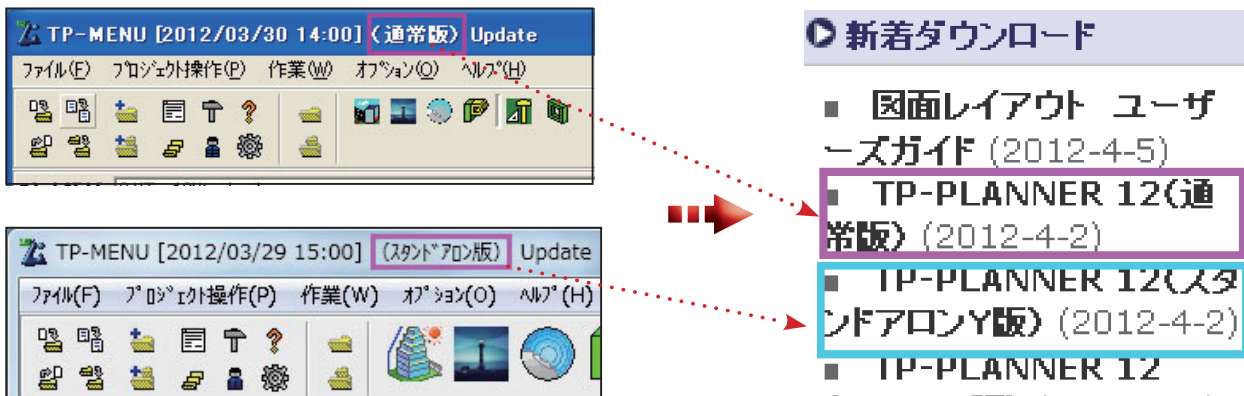 TP-MENU [2012/03/30 14:00] (通常版) Update
ファイル(F) プロジェクト操作(P) 作業(W) オプション(O) ヘルプ(H)
TP-MENU [2012/03/29 15:00] (スタンドアロン版) Update
ファイル(F) プロジェクト操作(P) 作業(W) オプション(O) ヘルプ(H)
新着ダウンロード
■ 図面レイアウト ユーザ
ーズガイド (2012-4-5)
■ TP-PLANNER 12(通
常版) (2012-4-2)
■ TP-PLANNER 12(スタ
ンドアロンY版) (2012-4-2)
■ TP-PLANNER 12